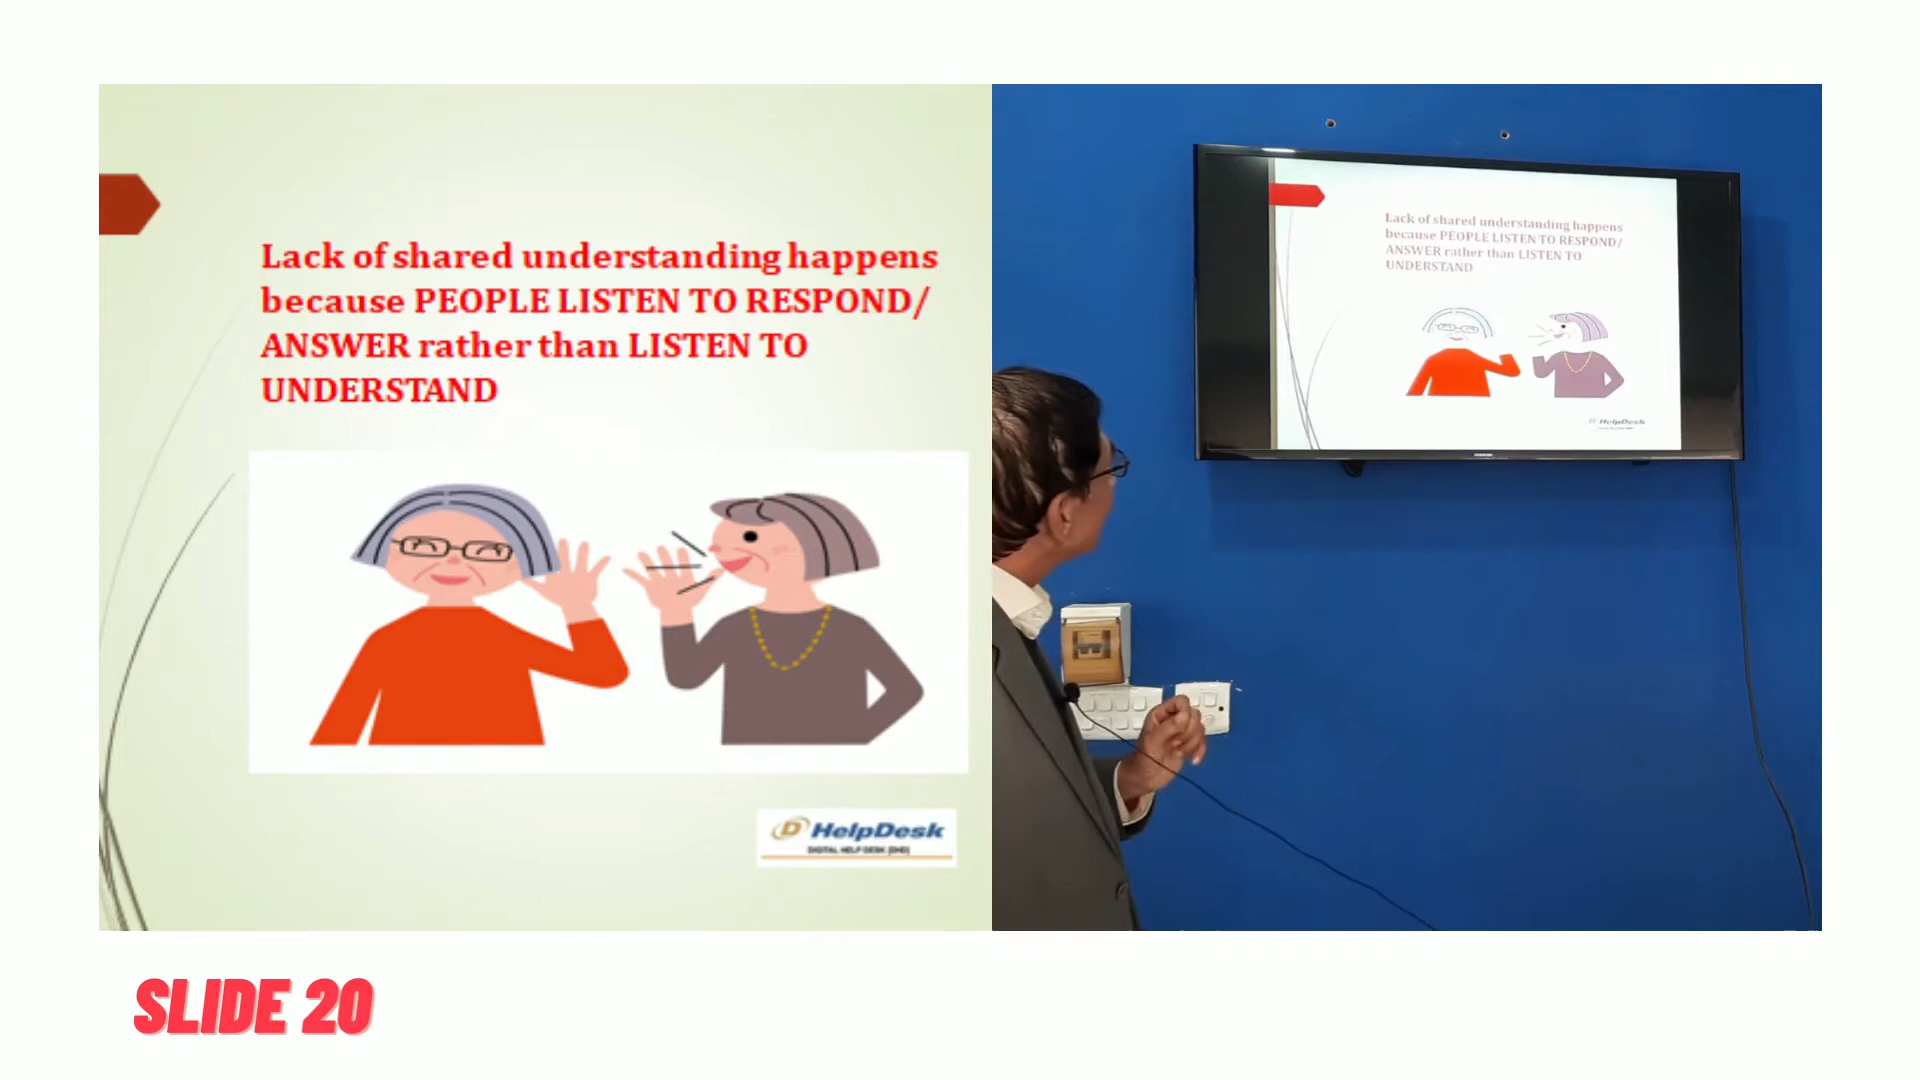 Lack of shared understanding happens
because PEOPLE LISTEN TO RESPOND/
ANSWER rather than LISTEN TO
UNDERSTAND
D HelpDesk
DIGITAL HELP DESK (DHD)
Lack of shared understanding happens
because PEOPLE LISTEN TO RESPOND/
ANSWER rather than LISTEN TO
UNDERSTAND
D HelpDesk
SLIDE 20